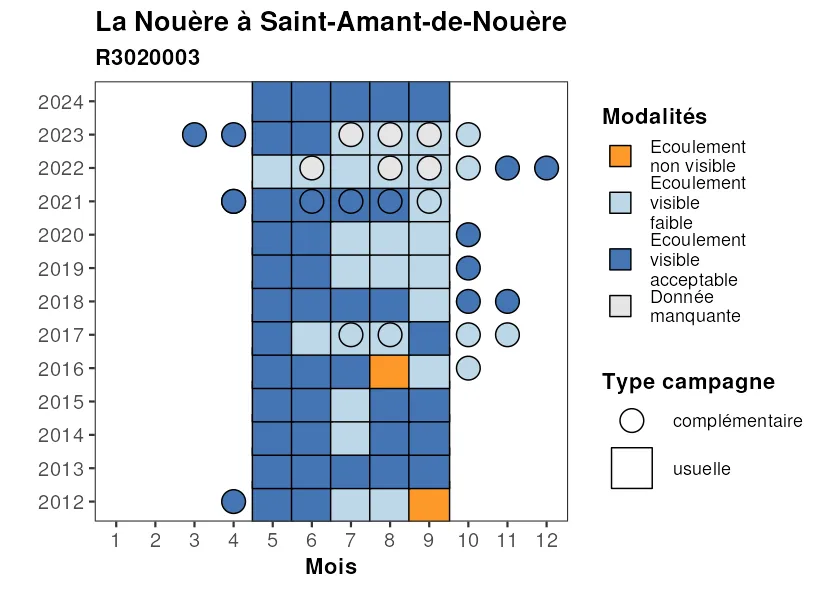 La Nouère à Saint-Amant-de-Nouère
R3020003
2024
2023
2022
2021
2020
2019
2018
2017
2016
2015
2014
2013
2012
1 2 3 4 5 6 7 8 9 10 11 12
Mois
Modalités
Ecoulement
non visible
Ecoulement
visible
faible
Ecoulement
visible
acceptable
Donnée
manquante
Type campagne
complémentaire
usuelle